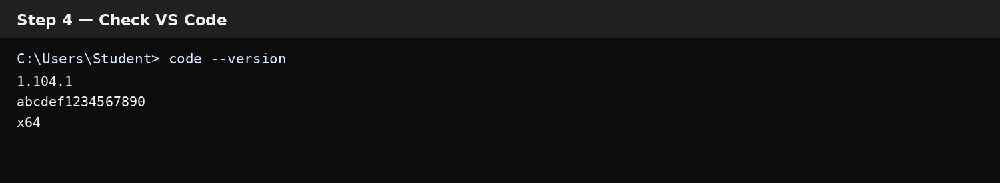 Step 4 — Check VS Code
C:\Users\Student> code --version
1.104.1
abcdef1234567890
x64